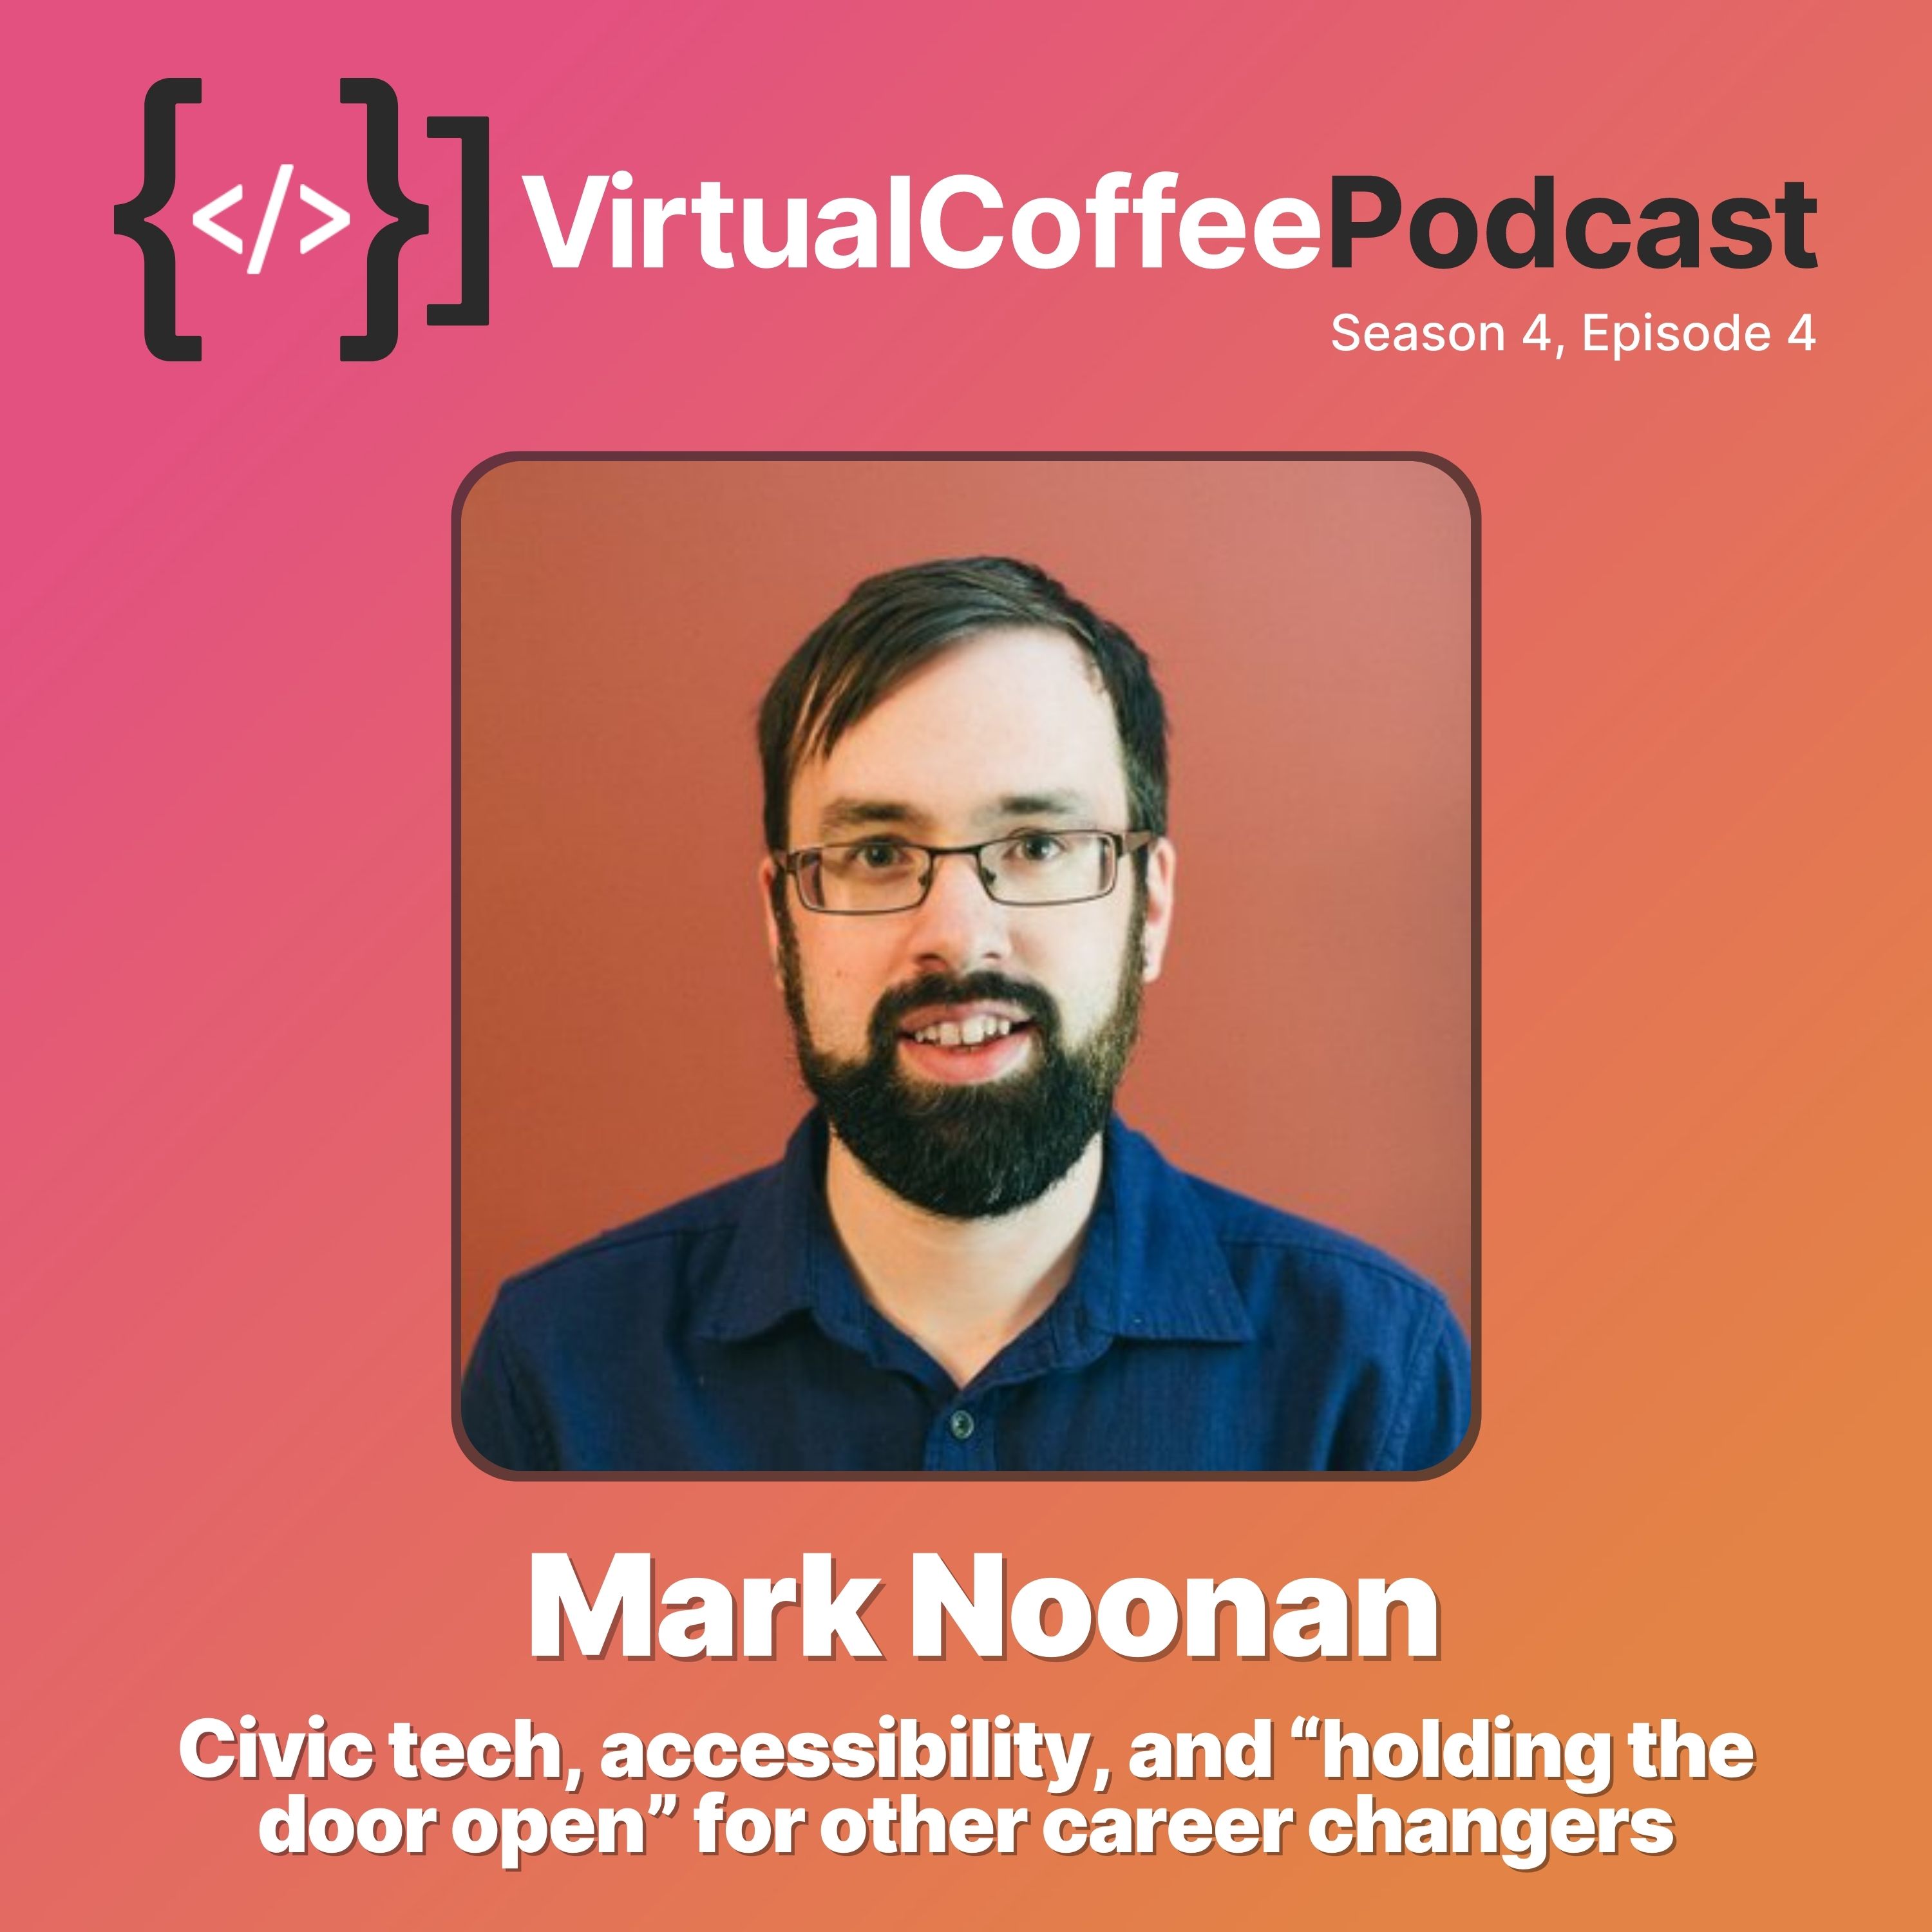 {</>}]
VirtualCoffeePodcast
Season 4, Episode 4
Mark Noonan
Civic tech, accessibility, and “holding the
door open” for other career changers